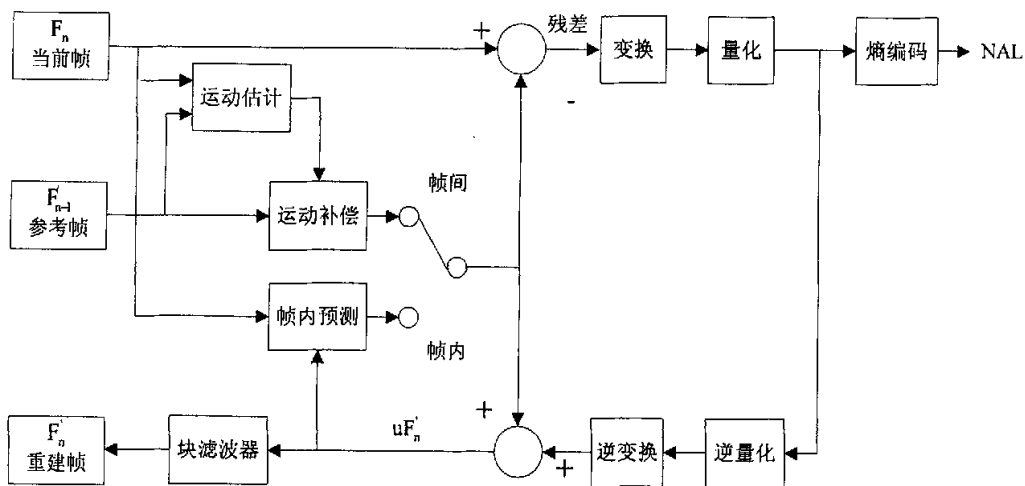 Fn
当前帧
+
残差
变换
量化
熵编码
NAL
运动估计
-
F'n-1
参考帧
运动补偿
帧间
帧内预测
帧内
F'n
重建帧
块滤波器
uF'n
+
+
逆变换
逆量化